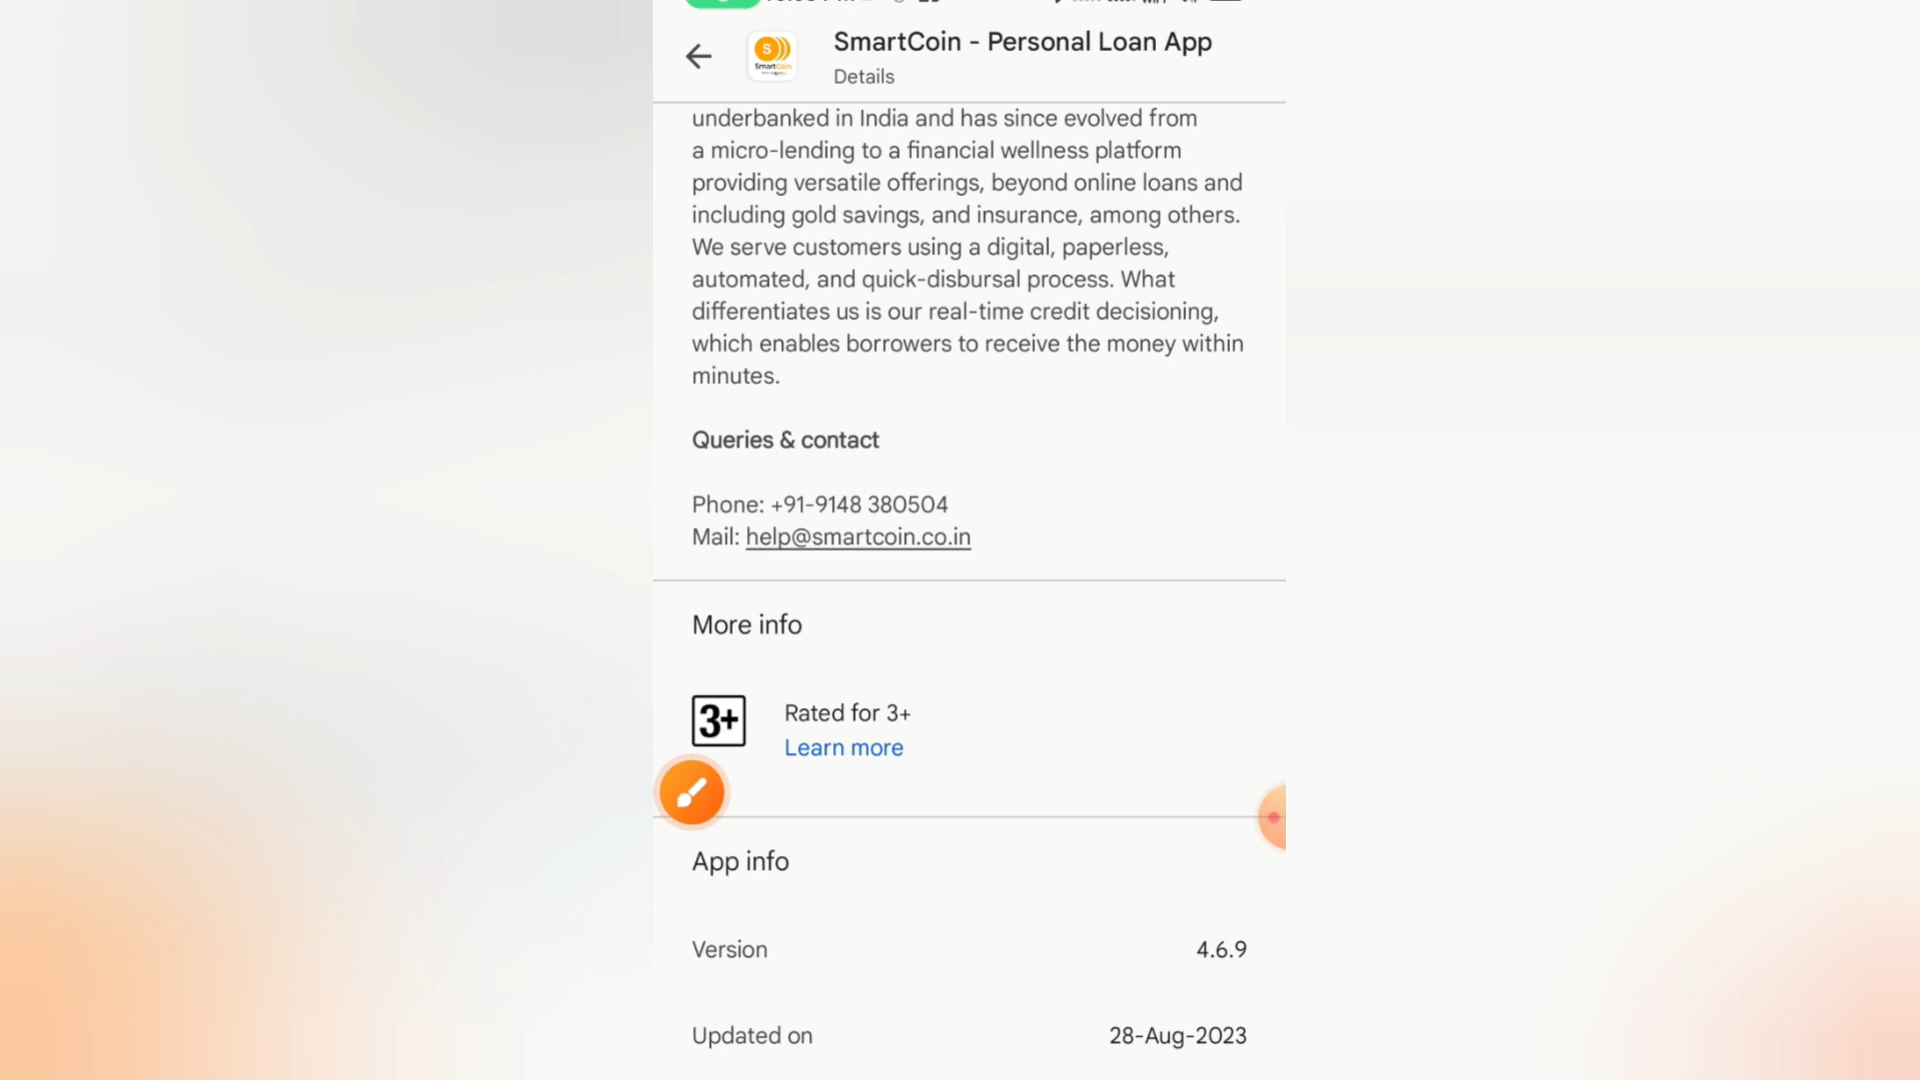 SmartCoin - Personal Loan App
Details
underbanked in India and has since evolved from
a micro-lending to a financial wellness platform
providing versatile offerings, beyond online loans and
including gold savings, and insurance, among others.
We serve customers using a digital, paperless,
automated, and quick-disbursal process. What
differentiates us is our real-time credit decisioning,
which enables borrowers to receive the money within
minutes.
Queries & contact
Phone: +91-9148 380504
Mail: help@smartcoin.co.in
More info
3+
Rated for 3+
Learn more
App info
Version 4.6.9
Updated on 28-Aug-2023